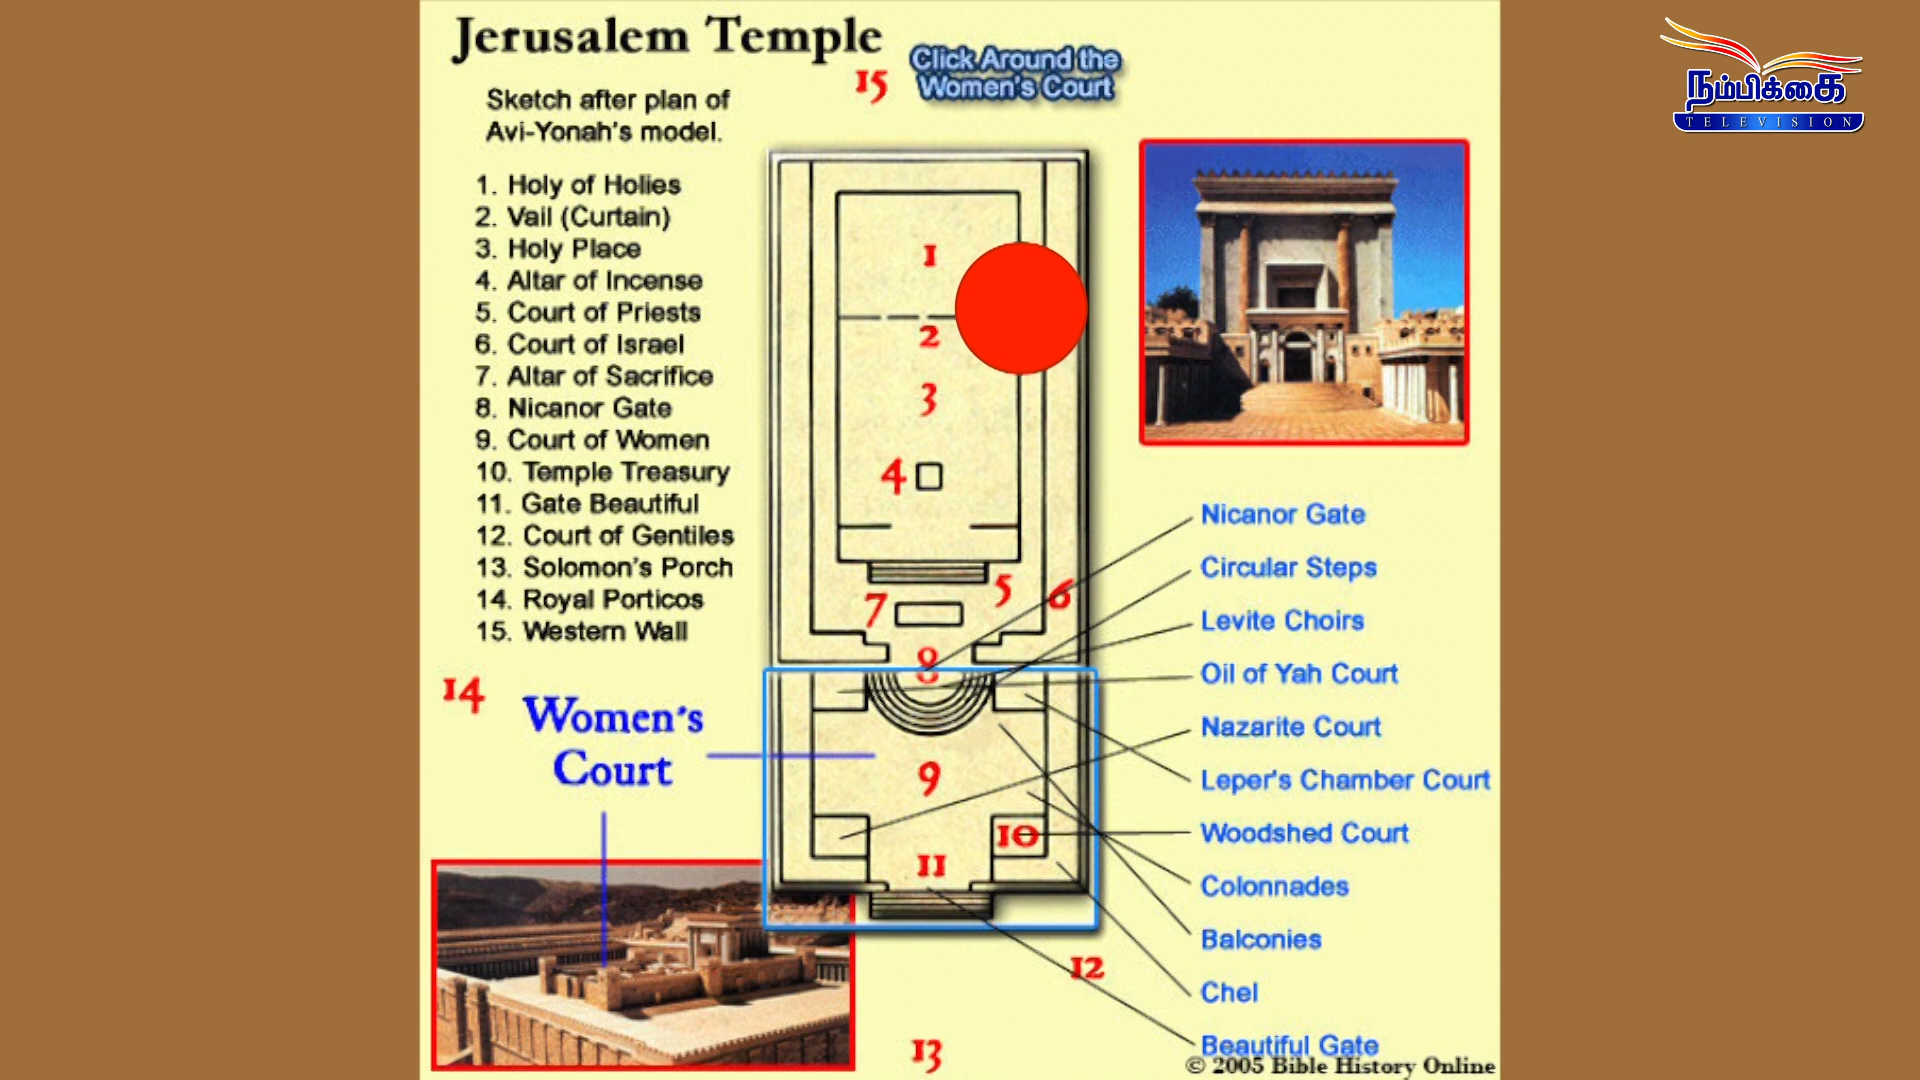 Jerusalem Temple
Sketch after plan of
Avi-Yonah's model.
1. Holy of Holies
2. Vail (Curtain)
3. Holy Place
4. Altar of Incense
5. Court of Priests
6. Court of Israel
7. Altar of Sacrifice
8. Nicanor Gate
9. Court of Women
10. Temple Treasury
11. Gate Beautiful
12. Court of Gentiles
13. Solomon's Porch
14. Royal Porticos
15. Western Wall
15
Click Around the
Women's Court
நம்பிக்கை
TELEVISION
1
2
3
4
5
6
7
8
9
10
11
12
13
14
Women's
Court
Nicanor Gate
Circular Steps
Levite Choirs
Oil of Yah Court
Nazarite Court
Leper's Chamber Court
Woodshed Court
Colonnades
Balconies
Chel
Beautiful Gate
© 2005 Bible History Online